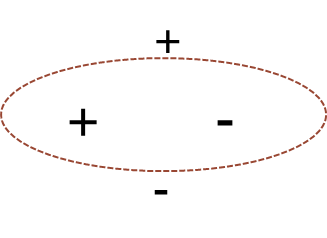 +
+ -
-